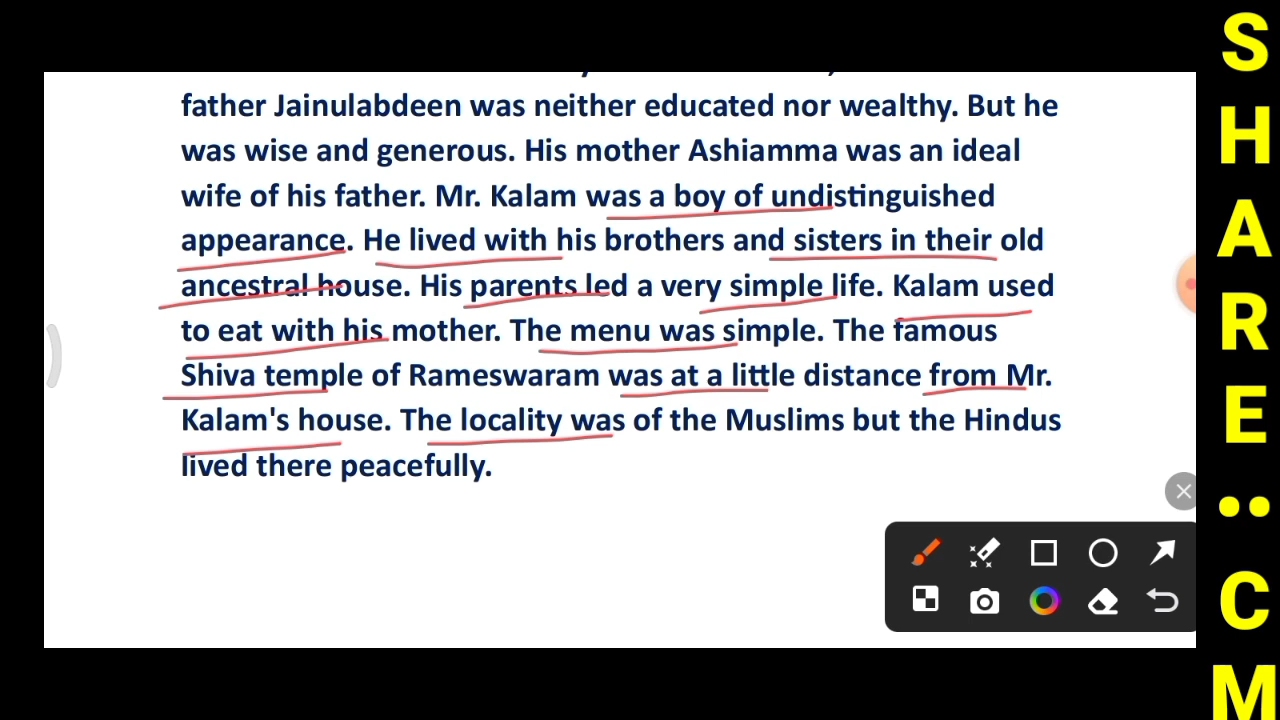 father Jainulabdeen was neither educated nor wealthy. But he
was wise and generous. His mother Ashiamma was an ideal
wife of his father. Mr. Kalam was a boy of undistinguished
appearance. He lived with his brothers and sisters in their old
ancestral house. His parents led a very simple life. Kalam used
to eat with his mother. The menu was simple. The famous
Shiva temple of Rameswaram was at a little distance from Mr.
Kalam's house. The locality was of the Muslims but the Hindus
lived there peacefully.
SHARE..CM